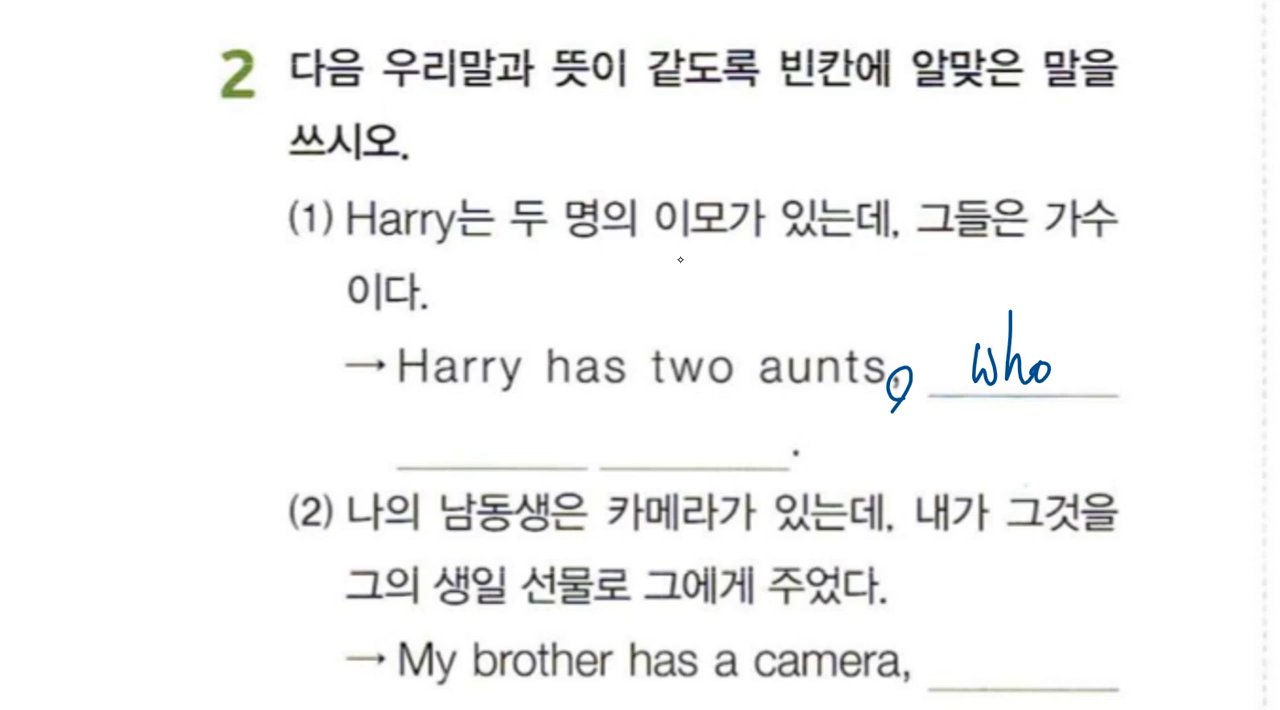 2 다음 우리말과 뜻이 같도록 빈칸에 알맞은 말을
쓰시오.
(1) Harry는 두 명의 이모가 있는데, 그들은 가수
이다.
→ Harry has two aunts, who
.
(2) 나의 남동생은 카메라가 있는데, 내가 그것을
그의 생일 선물로 그에게 주었다.
→ My brother has a camera,